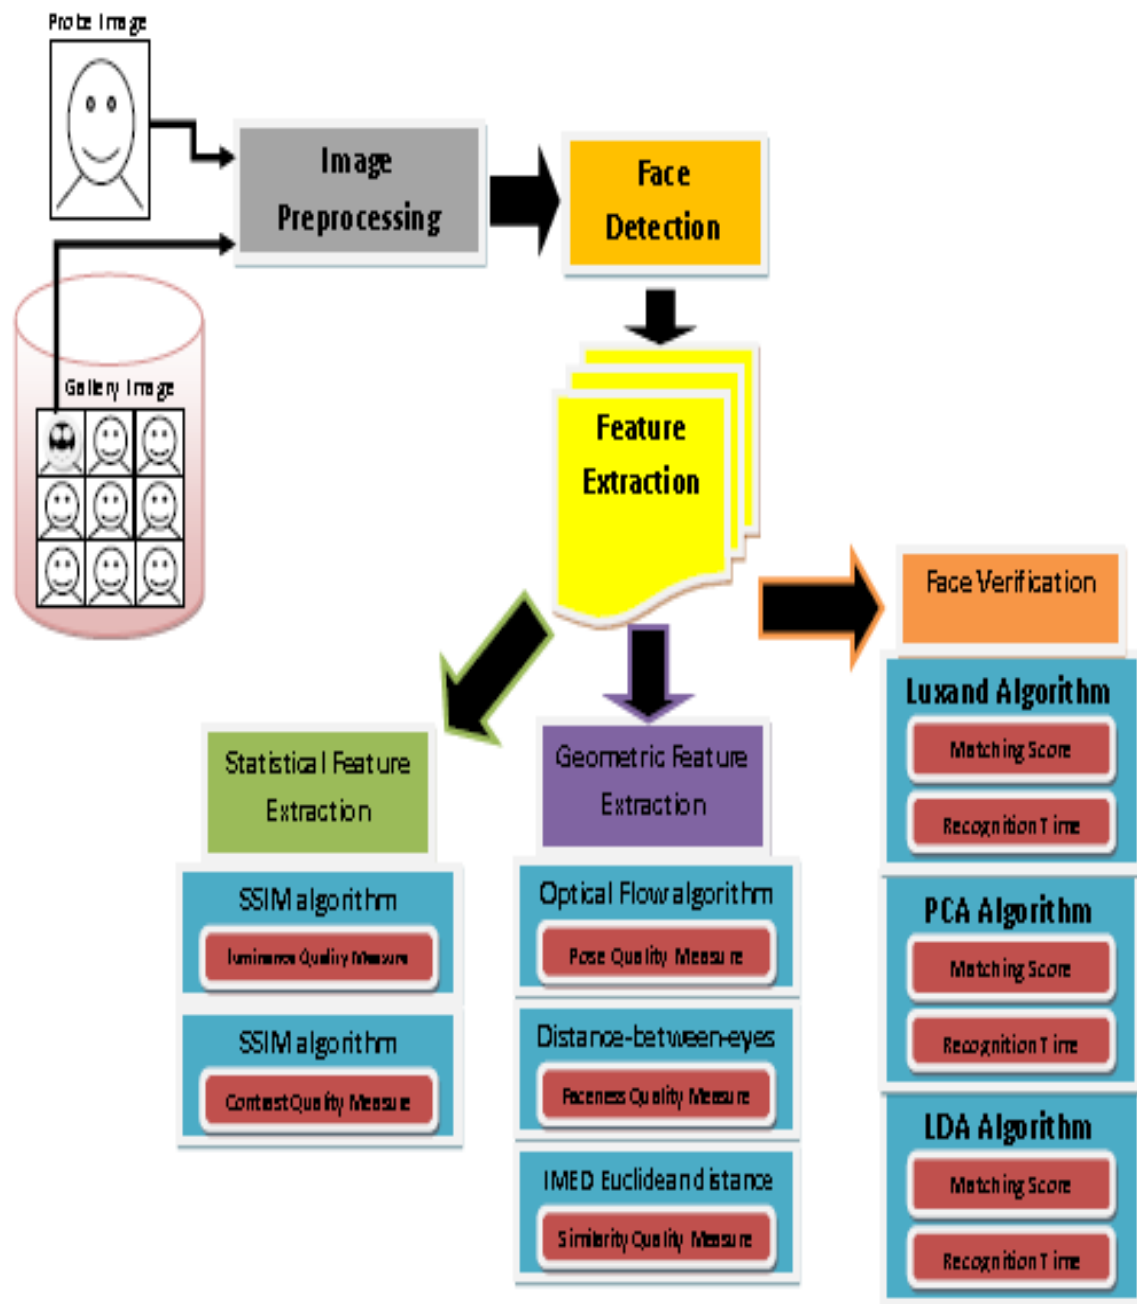 Probe Image
Image
Preprocessing
Face
Detection
Gallery Image
Feature
Extraction
Face Verification
Luxand Algorithm
Matching Score
Recognition Time
PCA Algorithm
Matching Score
Recognition Time
LDA Algorithm
Matching Score
Recognition Time
Statistical Feature
Extraction
SSIM algorithm
luminance Quality Measure
SSIM algorithm
Contrast Quality Measure
Geometric Feature
Extraction
Optical Flow algorithm
Pose Quality Measure
Distance-between-eyes
Faceness Quality Measure
IMED Euclidean distance
Similarity Quality Measure